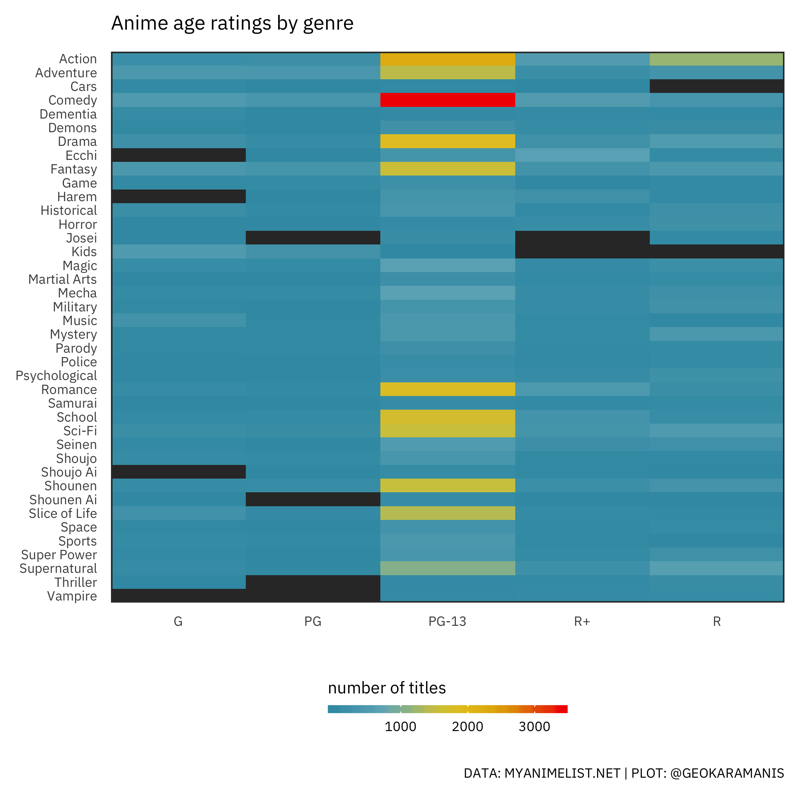 Anime age ratings by genre
Action
Adventure
Cars
Comedy
Dementia
Demons
Drama
Ecchi
Fantasy
Game
Harem
Historical
Horror
Josei
Kids
Magic
Martial Arts
Mecha
Military
Music
Mystery
Parody
Police
Psychological
Romance
Samurai
School
Sci-Fi
Seinen
Shoujo
Shoujo Ai
Shounen
Shounen Ai
Slice of Life
Space
Sports
Super Power
Supernatural
Thriller
Vampire
G PG PG-13 R+ R
number of titles
1000 2000 3000
DATA: MYANIMELIST.NET | PLOT: @GEOKARAMANIS